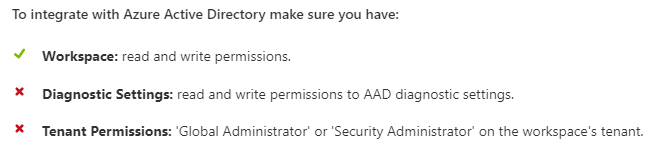 To integrate with Azure Active Directory make sure you have:
Workspace: read and write permissions.
Diagnostic Settings: read and write permissions to AAD diagnostic settings.
Tenant Permissions: 'Global Administrator' or 'Security Administrator' on the workspace's tenant.